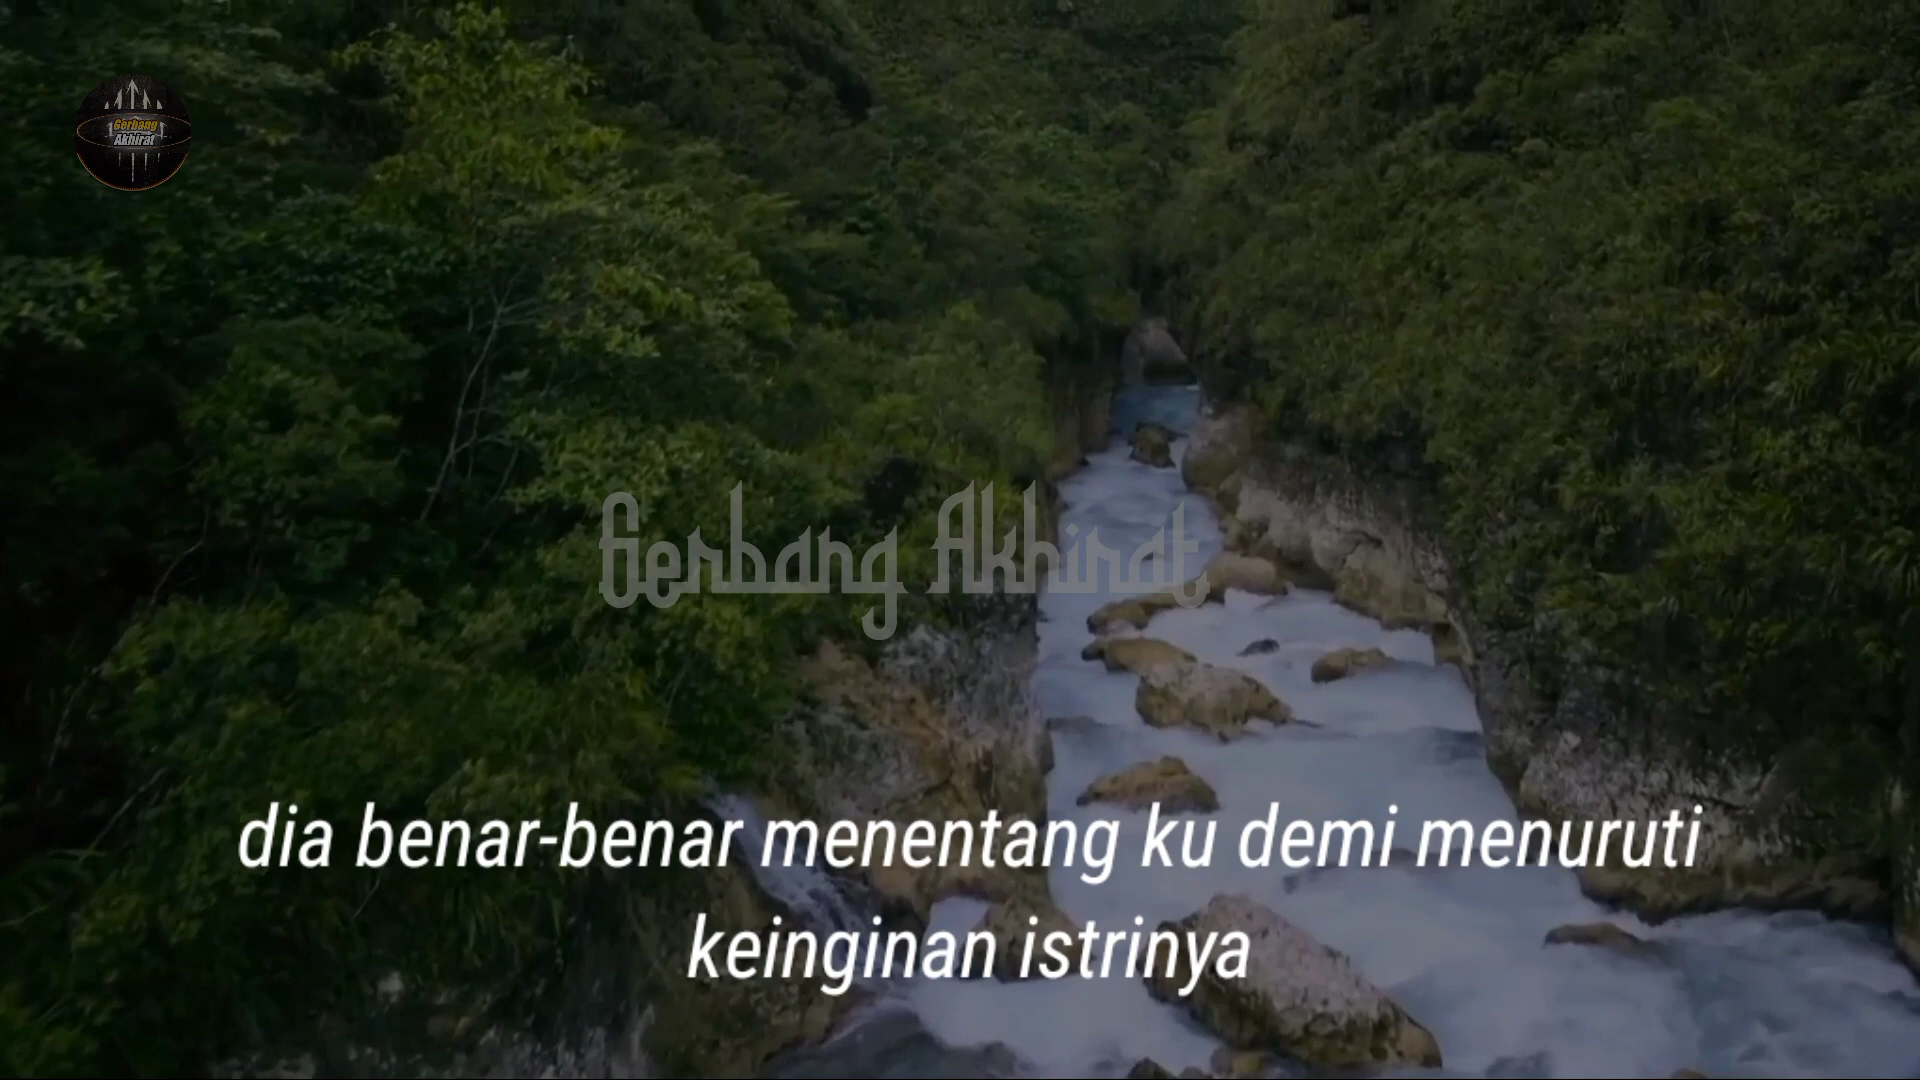 Gerbang
Akhirat
Gerbang Akhirat
dia benar-benar menentang ku demi menuruti
keinginan istrinya